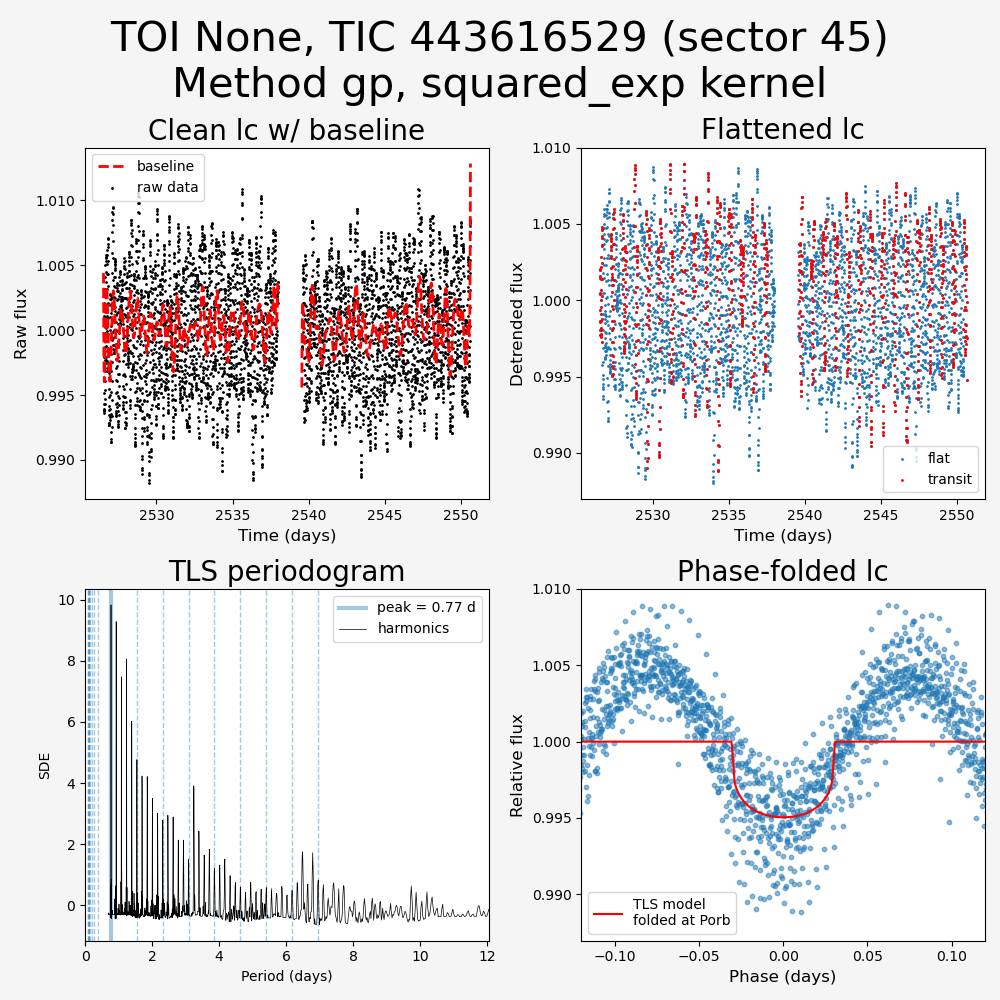 TOI None, TIC 443616529 (sector 45)
Method gp, squared_exp kernel
Clean lc w/ baseline
baseline
raw data
1.010
1.005
1.000
0.995
0.990
Raw flux
2530
2535
2540
2545
2550
Time (days)
Flattened lc
1.010
1.005
1.000
0.995
0.990
Detrended flux
flat
transit
2530
2535
2540
2545
2550
Time (days)
TLS periodogram
peak = 0.77 d
harmonics
10
8
6
4
2
0
SDE
0
2
4
6
8
10
12
Period (days)
Phase-folded lc
1.010
1.005
1.000
0.995
0.990
Relative flux
TLS model
folded at Porb
−0.10
−0.05
0.00
0.05
0.10
Phase (days)